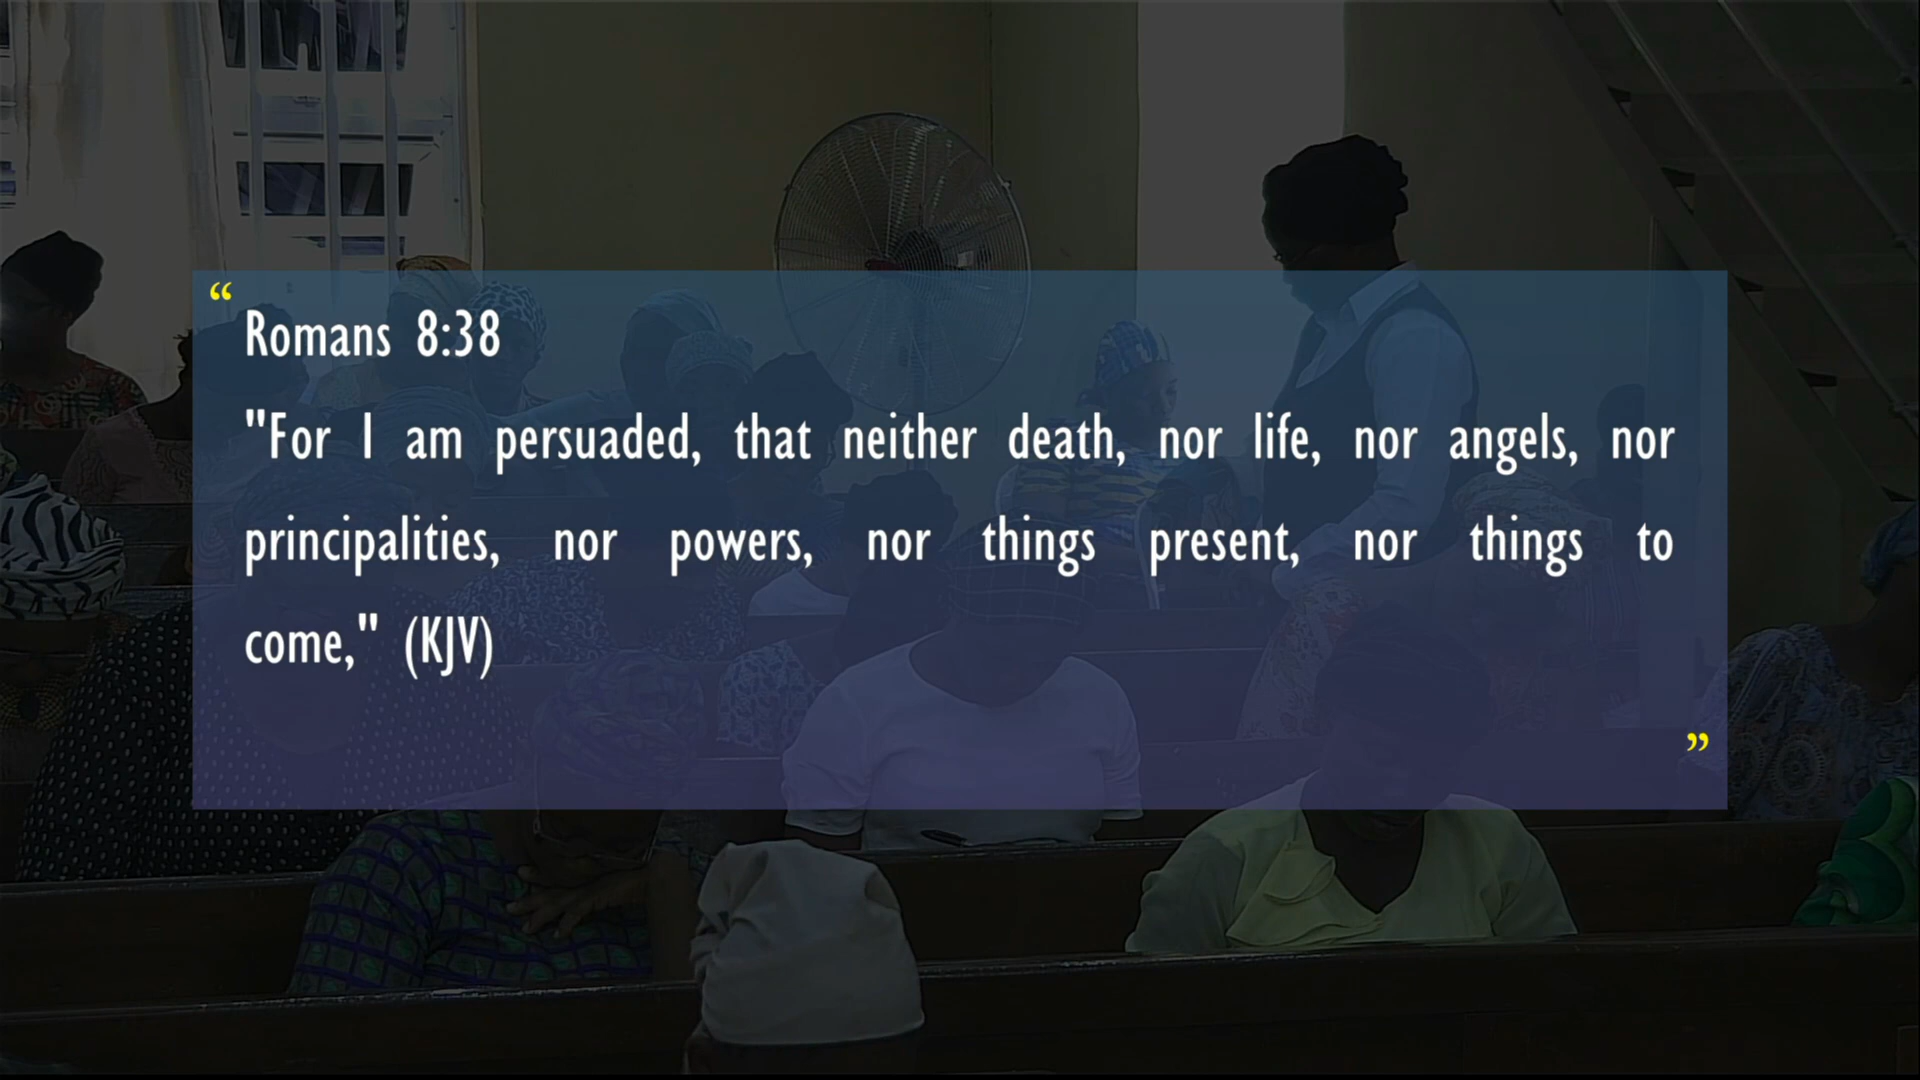 “
Romans 8:38
"For I am persuaded, that neither death, nor life, nor angels, nor
principalities, nor powers, nor things present, nor things to
come," (KJV)
”